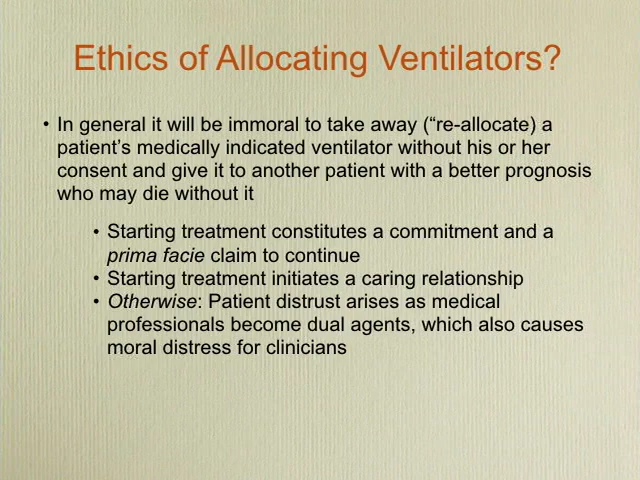 Ethics of Allocating Ventilators?
• In general it will be immoral to take away (“re-allocate) a
patient’s medically indicated ventilator without his or her
consent and give it to another patient with a better prognosis
who may die without it
• Starting treatment constitutes a commitment and a
prima facie claim to continue
• Starting treatment initiates a caring relationship
• Otherwise: Patient distrust arises as medical
professionals become dual agents, which also causes
moral distress for clinicians